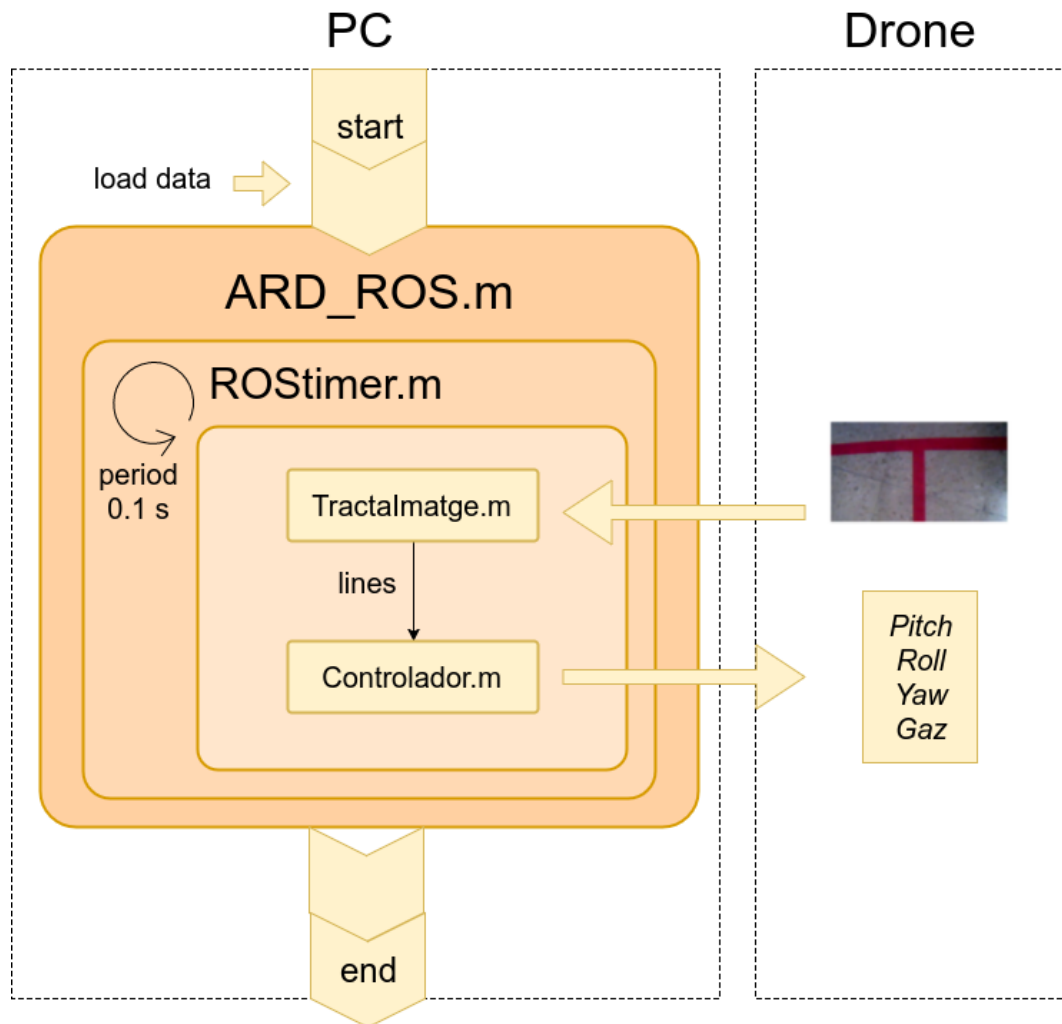 PC
Drone
start
load data
ARD_ROS.m
ROStimer.m
period
0.1 s
TractaImatge.m
lines
Controlador.m
Pitch
Roll
Yaw
Gaz
end